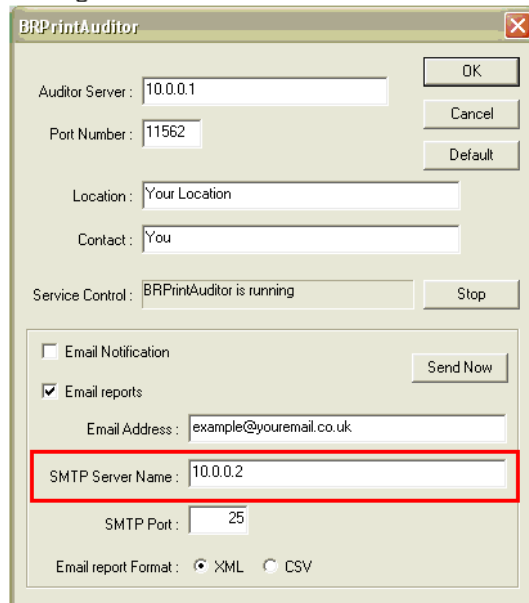 BRPrintAuditor
OK
Auditor Server : 10.0.0.1
Cancel
Port Number : 11562
Default
Location : Your Location
Contact : You
Service Control : BRPrintAuditor is running
Stop
Email Notification
Send Now
Email reports
Email Address : example@youremail.co.uk
SMTP Server Name : 10.0.0.2
SMTP Port : 25
Email report Format : XML CSV